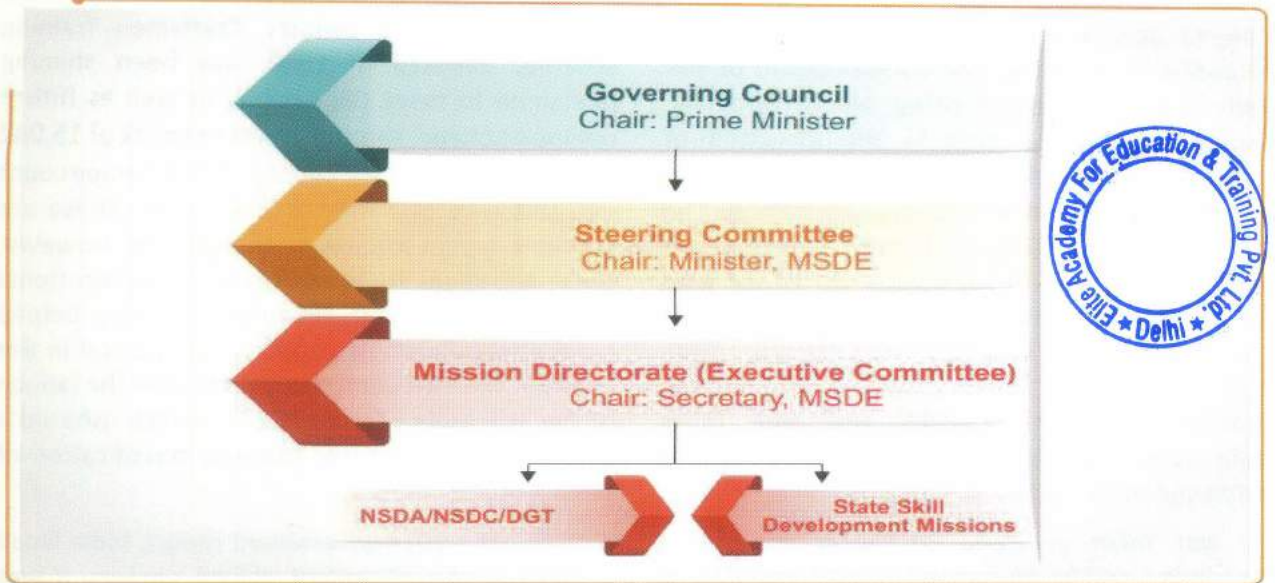 Governing Council
Chair: Prime Minister
Steering Committee
Chair: Minister, MSDE
Mission Directorate (Executive Committee)
Chair: Secretary, MSDE
NSDA/NSDC/DGT
State Skill
Development Missions
Elite Academy For Education & Training Pvt. Ltd.
★ Delhi ★